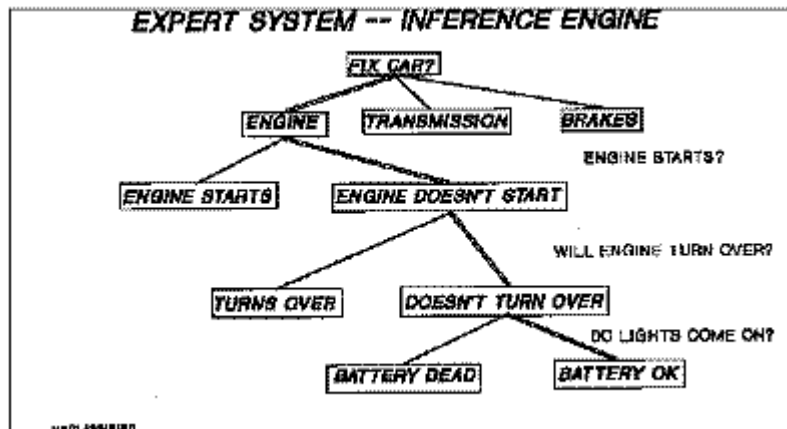 EXPERT SYSTEM -- INFERENCE ENGINE
FIX CAR?
ENGINE TRANSMISSION BRAKES
ENGINE STARTS?
ENGINE STARTS ENGINE DOESN'T START
WILL ENGINE TURN OVER?
TURNS OVER DOESN'T TURN OVER
DO LIGHTS COME ON?
BATTERY DEAD BATTERY OK